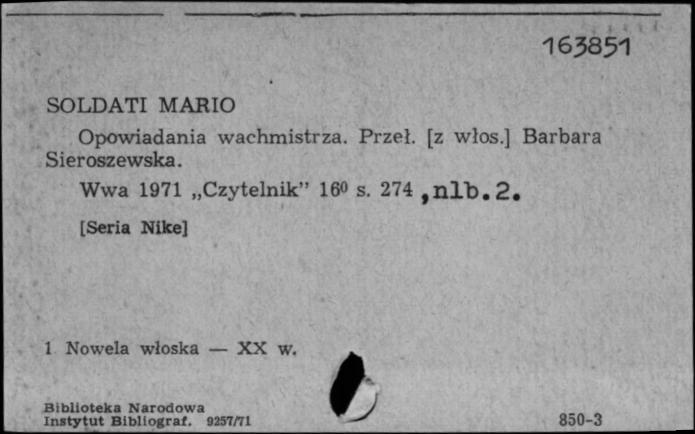 163851
SOLDATI MARIO
Opowiadania wachmistrza. Przeł. [z włos.] Barbara
Sieroszewska.
Wwa 1971 „Czytelnik” 16⁰ s. 274 ,nlb.2.
[Seria Nike]
1 Nowela włoska — XX w.
Biblioteka Narodowa
Instytut Bibliograf. 9257/71
850-3